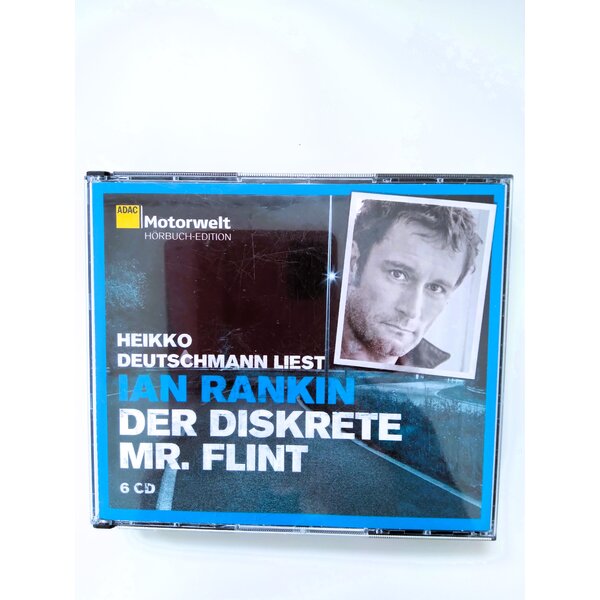 ADAC
Motorwelt
HÖRBUCH-EDITION
HEIKKO
DEUTSCHMANN LIEST
IAN RANKIN
DER DISKRETE
MR. FLINT
6 CD